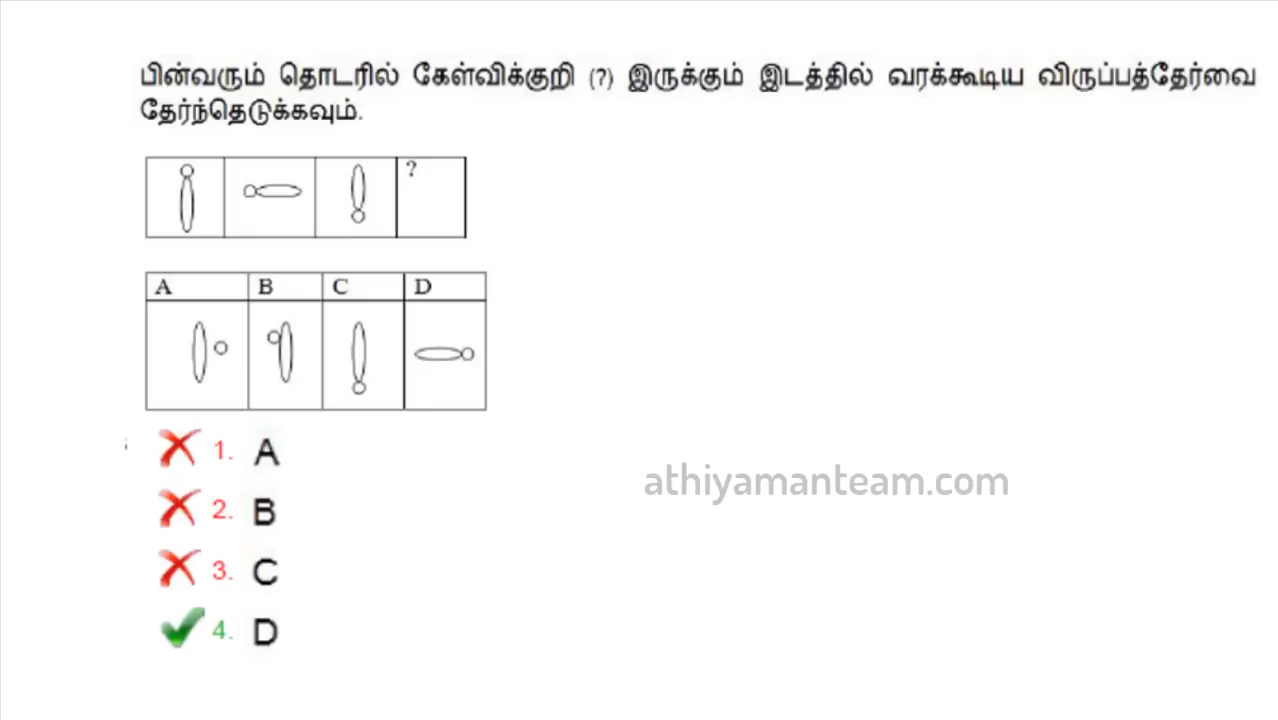 பின்வரும் தொடரில் கேள்விக்குறி (?) இருக்கும் இடத்தில் வரக்கூடிய விருப்பத்தேர்வை
தேர்ந்தெடுக்கவும்.
?
A B C D
1. A
2. B
3. C
4. D
athiyamanteam.com